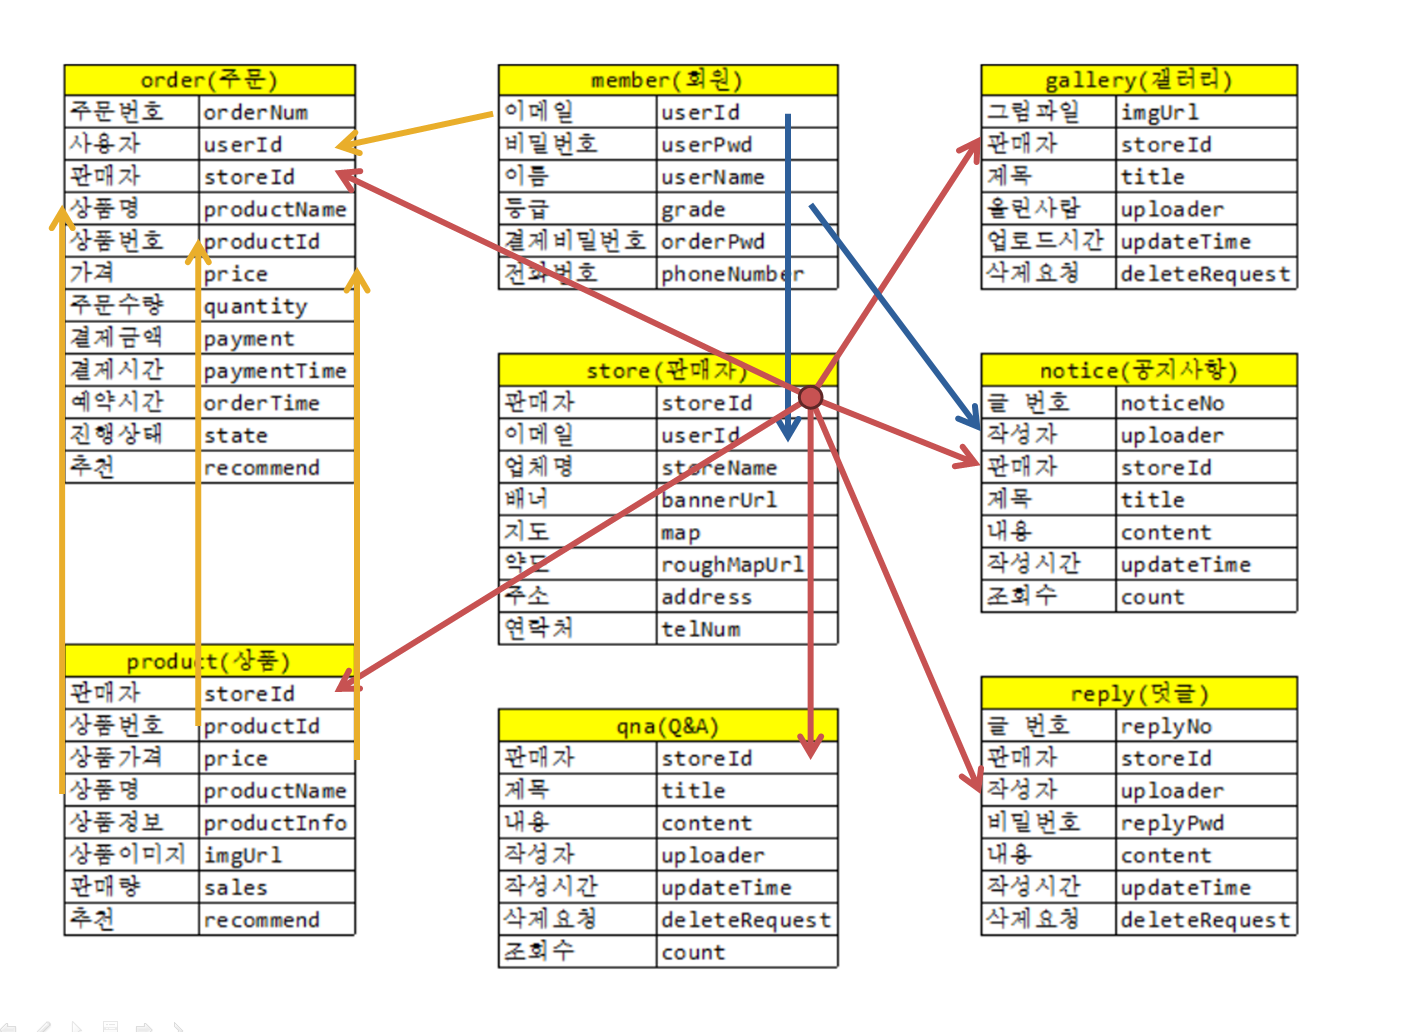 order(주문)
주문번호 orderNum
사용자 userId
판매자 storeId
상품명 productName
상품번호 productId
가격 price
주문수량 quantity
결제금액 payment
결제시간 paymentTime
예약시간 orderTime
진행상태 state
추천 recommend
product(상품)
판매자 storeId
상품번호 productId
상품가격 price
상품명 productName
상품정보 productInfo
상품이미지 imgUrl
판매량 sales
추천 recommend
member(회원)
이메일 userId
비밀번호 userPwd
이름 userName
등급 grade
결제비밀번호 orderPwd
전화번호 phoneNumber
store(판매자)
판매자 storeId
이메일 userId
업체명 storeName
배너 bannerUrl
지도 map
약도 roughMapUrl
주소 address
연락처 telNum
qna(Q&A)
판매자 storeId
제목 title
내용 content
작성자 uploader
작성시간 updateTime
삭제요청 deleteRequest
조회수 count
gallery(갤러리)
그림파일 imgUrl
판매자 storeId
제목 title
올린사람 uploader
업로드시간 updateTime
삭제요청 deleteRequest
notice(공지사항)
글 번호 noticeNo
작성자 uploader
판매자 storeId
제목 title
내용 content
작성시간 updateTime
조회수 count
reply(덧글)
글 번호 replyNo
판매자 storeId
작성자 uploader
비밀번호 replyPwd
내용 content
작성시간 updateTime
삭제요청 deleteRequest